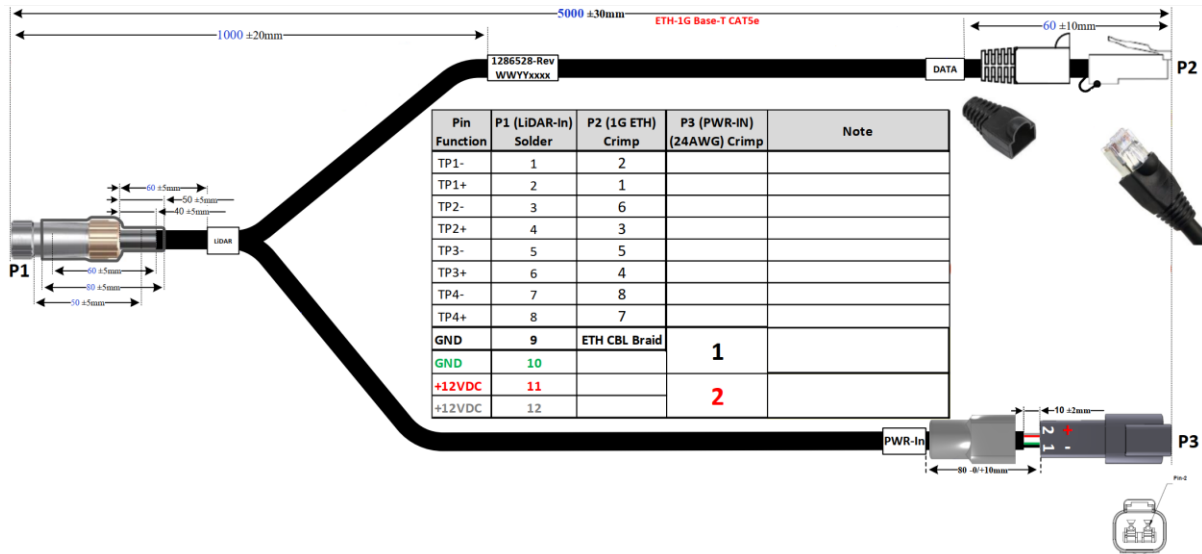 5000 ±30mm
ETH-1G Base-T CAT5e
1000 ±20mm
60 ±10mm
1286528-Rev
WWYYxxxx
DATA
P2
Pin Function P1 (LiDAR-In) Solder P2 (1G ETH) Crimp P3 (PWR-IN) (24AWG) Crimp Note
TP1- 1 2
TP1+ 2 1
TP2- 3 6
TP2+ 4 3
TP3- 5 5
TP3+ 6 4
TP4- 7 8
TP4+ 8 7
GND 9 ETH CBL Braid 1
GND 10
+12VDC 11 2
+12VDC 12
60 ±5mm
50 ±5mm
40 ±5mm
LiDAR
P1
60 ±5mm
80 ±5mm
50 ±5mm
10 ±2mm
PWR-In
2 +
1 -
P3
80 -0/+10mm
Pin-2